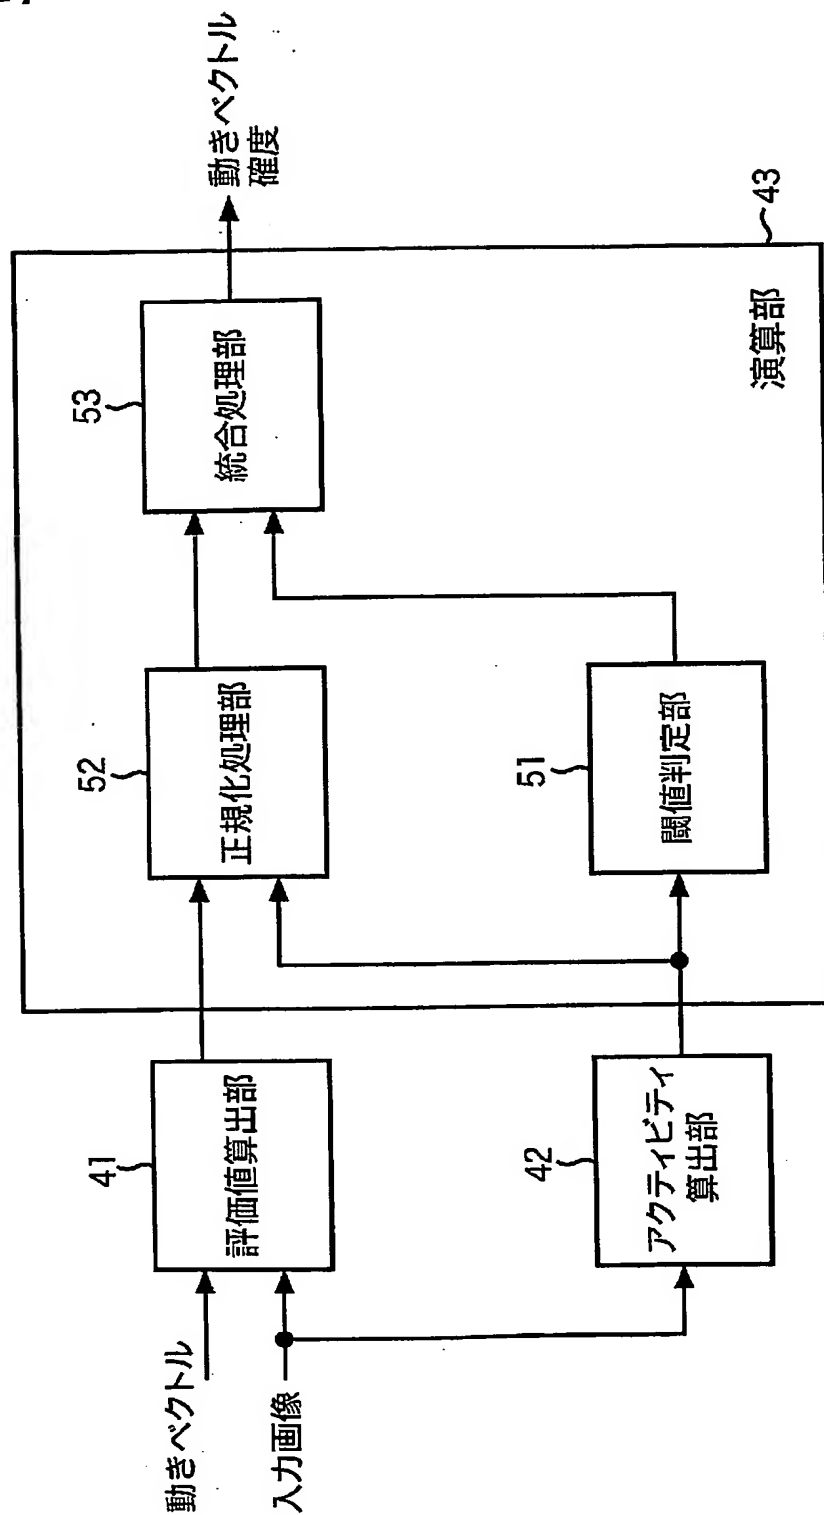 動きベクトル
入力画像
41
評価値算出部
42
アクティビティ
算出部
52
正規化処理部
51
閾値判定部
53
統合処理部
演算部
43
動きベクトル
確度